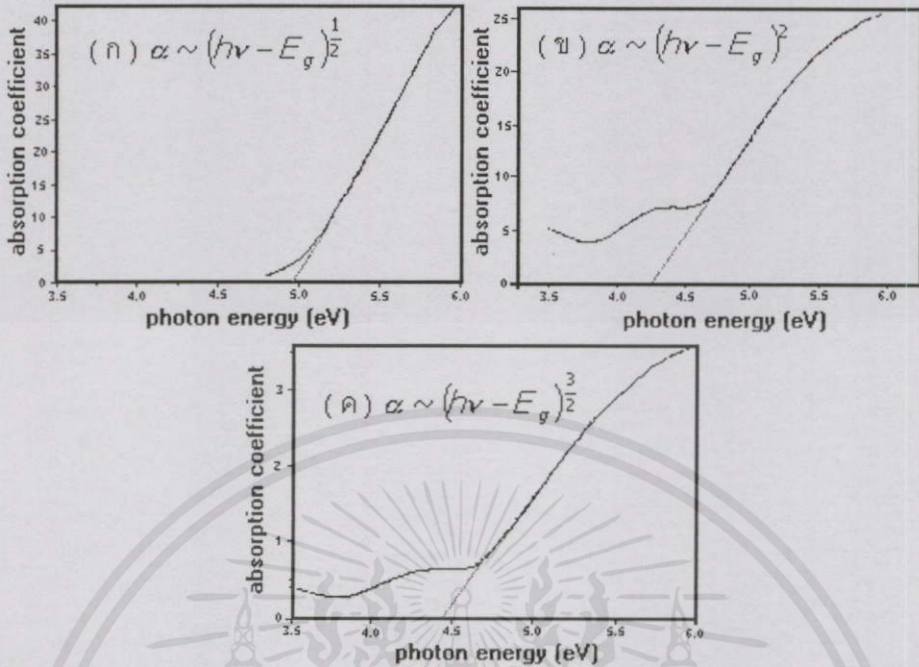 (ก) α ~ (hν − E_g)^{1/2}
absorption coefficient
40
35
30
25
20
15
10
5
0
3.5 4.0 4.5 5.0 5.5 6.0
photon energy (eV)
(ข) α ~ (hν − E_g)^2
absorption coefficient
25
20
15
10
5
0
3.5 4.0 4.5 5.0 5.5 6.0
photon energy (eV)
(ค) α ~ (hν − E_g)^{3/2}
absorption coefficient
3
2
1
0
3.5 4.0 4.5 5.0 5.5 6.0
photon energy (eV)